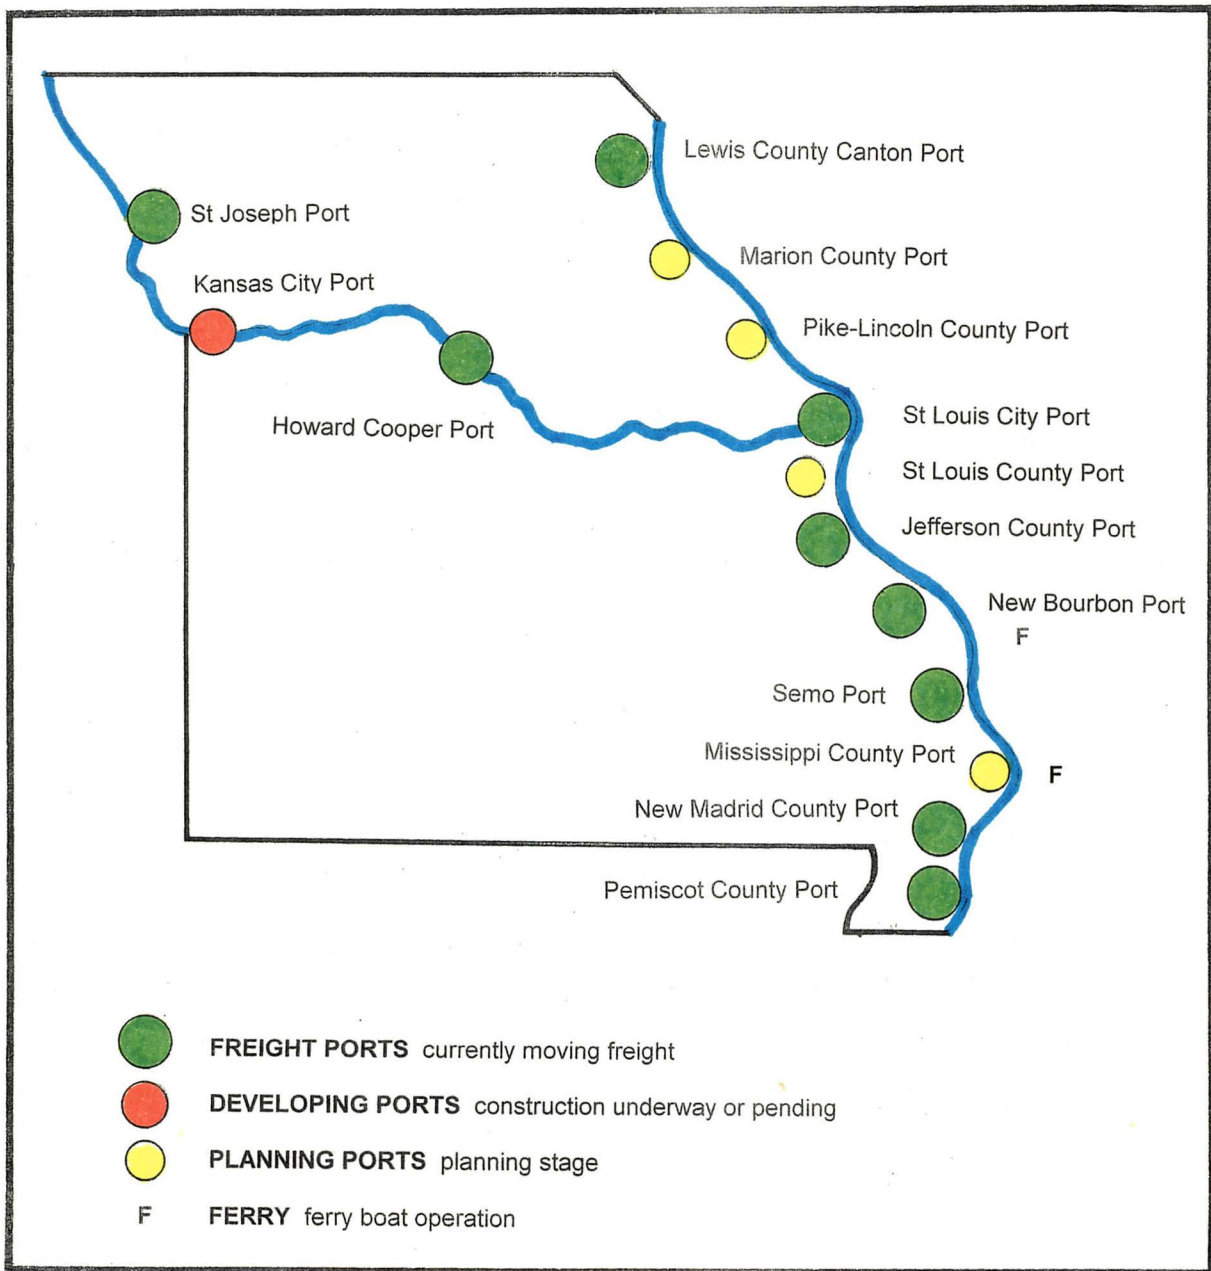 Lewis County Canton Port
St Joseph Port
Marion County Port
Kansas City Port
Pike-Lincoln County Port
Howard Cooper Port
St Louis City Port
St Louis County Port
Jefferson County Port
New Bourbon Port
F
Semo Port
Mississippi County Port
F
New Madrid County Port
Pemiscot County Port
FREIGHT PORTS currently moving freight
DEVELOPING PORTS construction underway or pending
PLANNING PORTS planning stage
F FERRY ferry boat operation